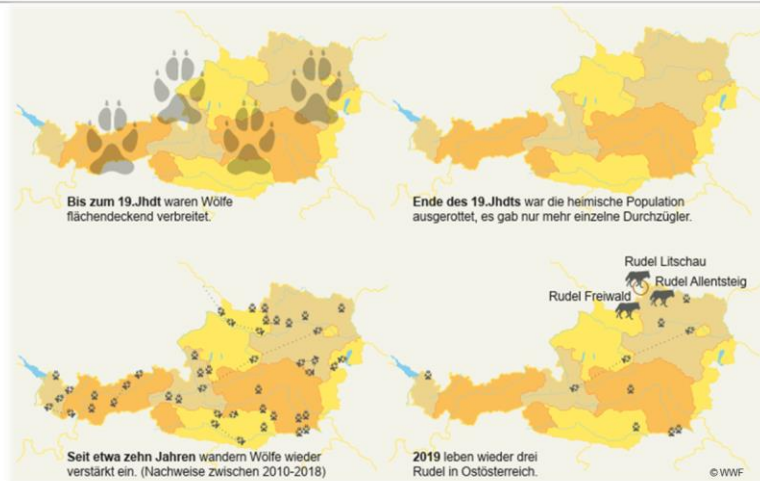 Bis zum 19.Jhdt waren Wölfe
flächendeckend verbreitet.
Ende des 19.Jhdts war die heimische Population
ausgerottet, es gab nur mehr einzelne Durchzügler.
Rudel Litschau
Rudel Allentsteig
Rudel Freiwald
Seit etwa zehn Jahren wandern Wölfe wieder
verstärkt ein. (Nachweise zwischen 2010-2018)
2019 leben wieder drei
Rudel in Ostösterreich.
© WWF